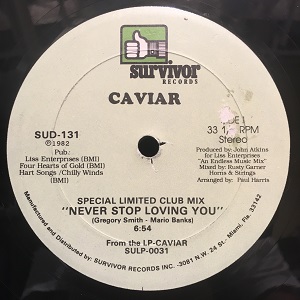 survivor
RECORDS
CAVIAR
SUD-131
℗1982
Pub:
Liss Enterprises (BMI)
Four Hearts of Gold (BMI)
Hart Songs /Chilly Winds
(BMI)
33 1/3 RPM
Stereo
Produced by: John Atkins
for Liss Enterprises
"An Endless Music Mix"
Mixed by: Rusty Garner
Horns & Strings
Arranged by: Paul Harris
SPECIAL LIMITED CLUB MIX
"NEVER STOP LOVING YOU"
(Gregory Smith - Mario Banks)
6:54
From the LP-CAVIAR
SULP-0031
Manufactured and Distributed by: SURVIVOR RECORDS INC. -3081 N.W. 24 St. - Miami, Fla. 33142